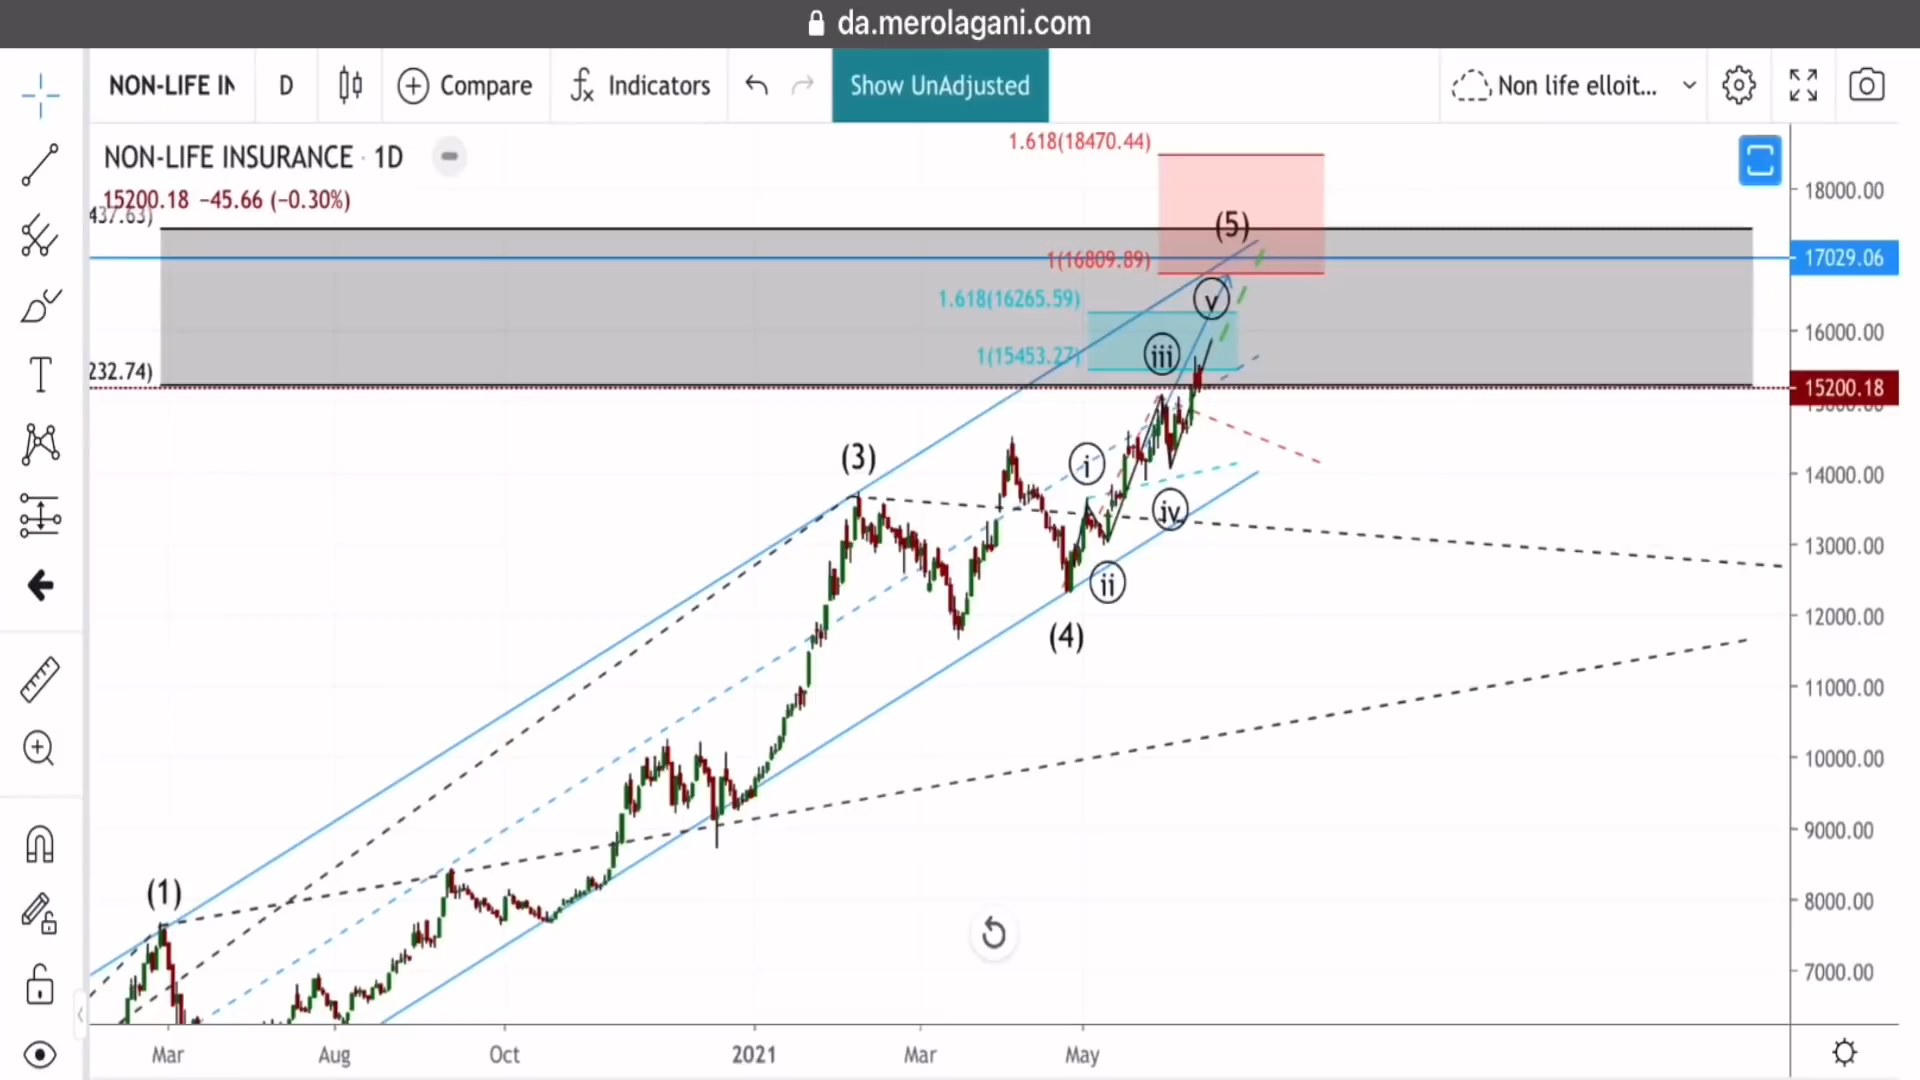 da.merolagani.com
NON-LIFE IN D Compare Indicators Show UnAdjusted Non life elloit...
NON-LIFE INSURANCE · 1D
15200.18 −45.66 (−0.30%)
437.63)
232.74)
1.618(18470.44)
(5)
1(16809.89)
1.618(16265.59)
v
1(15453.27)
iii
(3)
i
iv
ii
(4)
(1)
18000.00
17029.06
16000.00
15200.18
15000.00
14000.00
13000.00
12000.00
11000.00
10000.00
9000.00
8000.00
7000.00
Mar Aug Oct 2021 Mar May